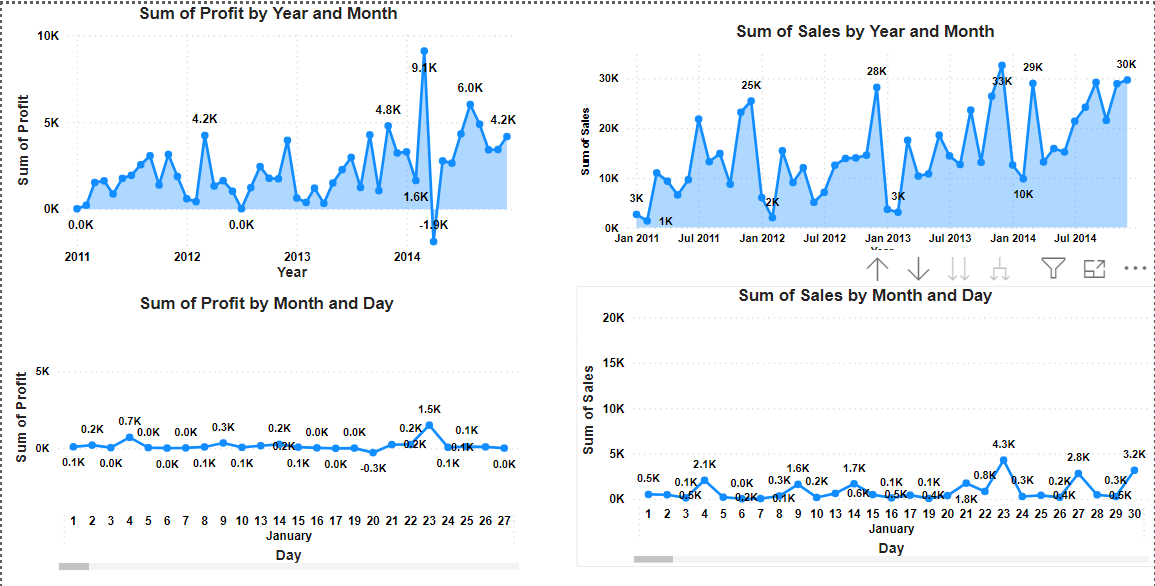 Sum of Profit by Year and Month
10K
5K
0K
Sum of Profit
0.0K
4.2K
0.0K
4.8K
1.6K
9.1K
-1.9K
6.0K
4.2K
2011 2012 2013 2014
Year
Sum of Sales by Year and Month
30K
20K
10K
0K
Sum of Sales
3K
1K
25K
2K
28K
3K
33K
10K
29K
30K
Jan 2011 Jul 2011 Jan 2012 Jul 2012 Jan 2013 Jul 2013 Jan 2014 Jul 2014
Year
Sum of Profit by Month and Day
5K
0K
Sum of Profit
0.2K 0.7K 0.0K 0.0K 0.3K 0.2K 0.0K 0.0K 0.2K 1.5K 0.1K
0.2K 0.2K 0.1K
0.1K 0.0K 0.0K 0.1K 0.1K 0.1K 0.0K -0.3K 0.1K 0.0K
1 2 3 4 5 6 7 8 9 10 13 14 15 16 17 19 20 21 22 23 24 25 26 27
January
Day
Sum of Sales by Month and Day
20K
15K
10K
5K
0K
Sum of Sales
0.5K 0.1K 2.1K 0.0K 0.3K 1.6K 0.2K 1.7K 0.1K 0.1K 0.8K 4.3K 0.3K 0.2K 2.8K 0.3K 3.2K
0.5K 0.2K 0.1K 0.6K 0.5K 0.4K 1.8K 0.4K 0.5K
1 2 3 4 5 6 7 8 9 10 13 14 15 16 17 19 20 21 22 23 24 25 26 27 28 29 30
January
Day